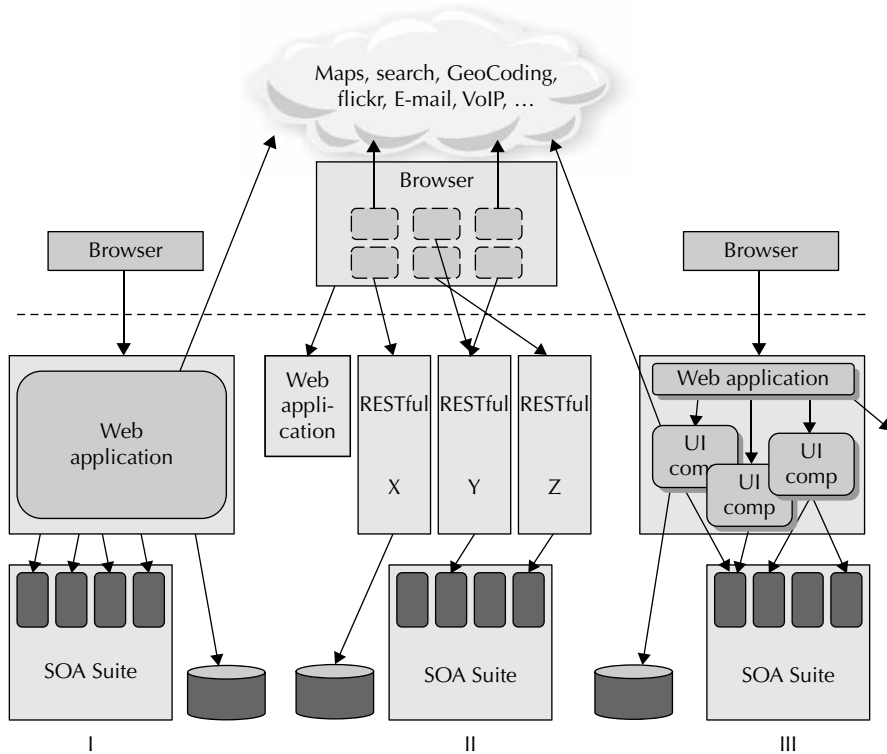 Maps, search, GeoCoding,
flickr, E-mail, VoIP, …
Browser
Browser
Browser
Web
application
Web
appli-
cation
RESTful
X
RESTful
Y
RESTful
Z
Web application
UI
comp
UI
comp
UI
comp
SOA Suite
SOA Suite
SOA Suite
I
II
III